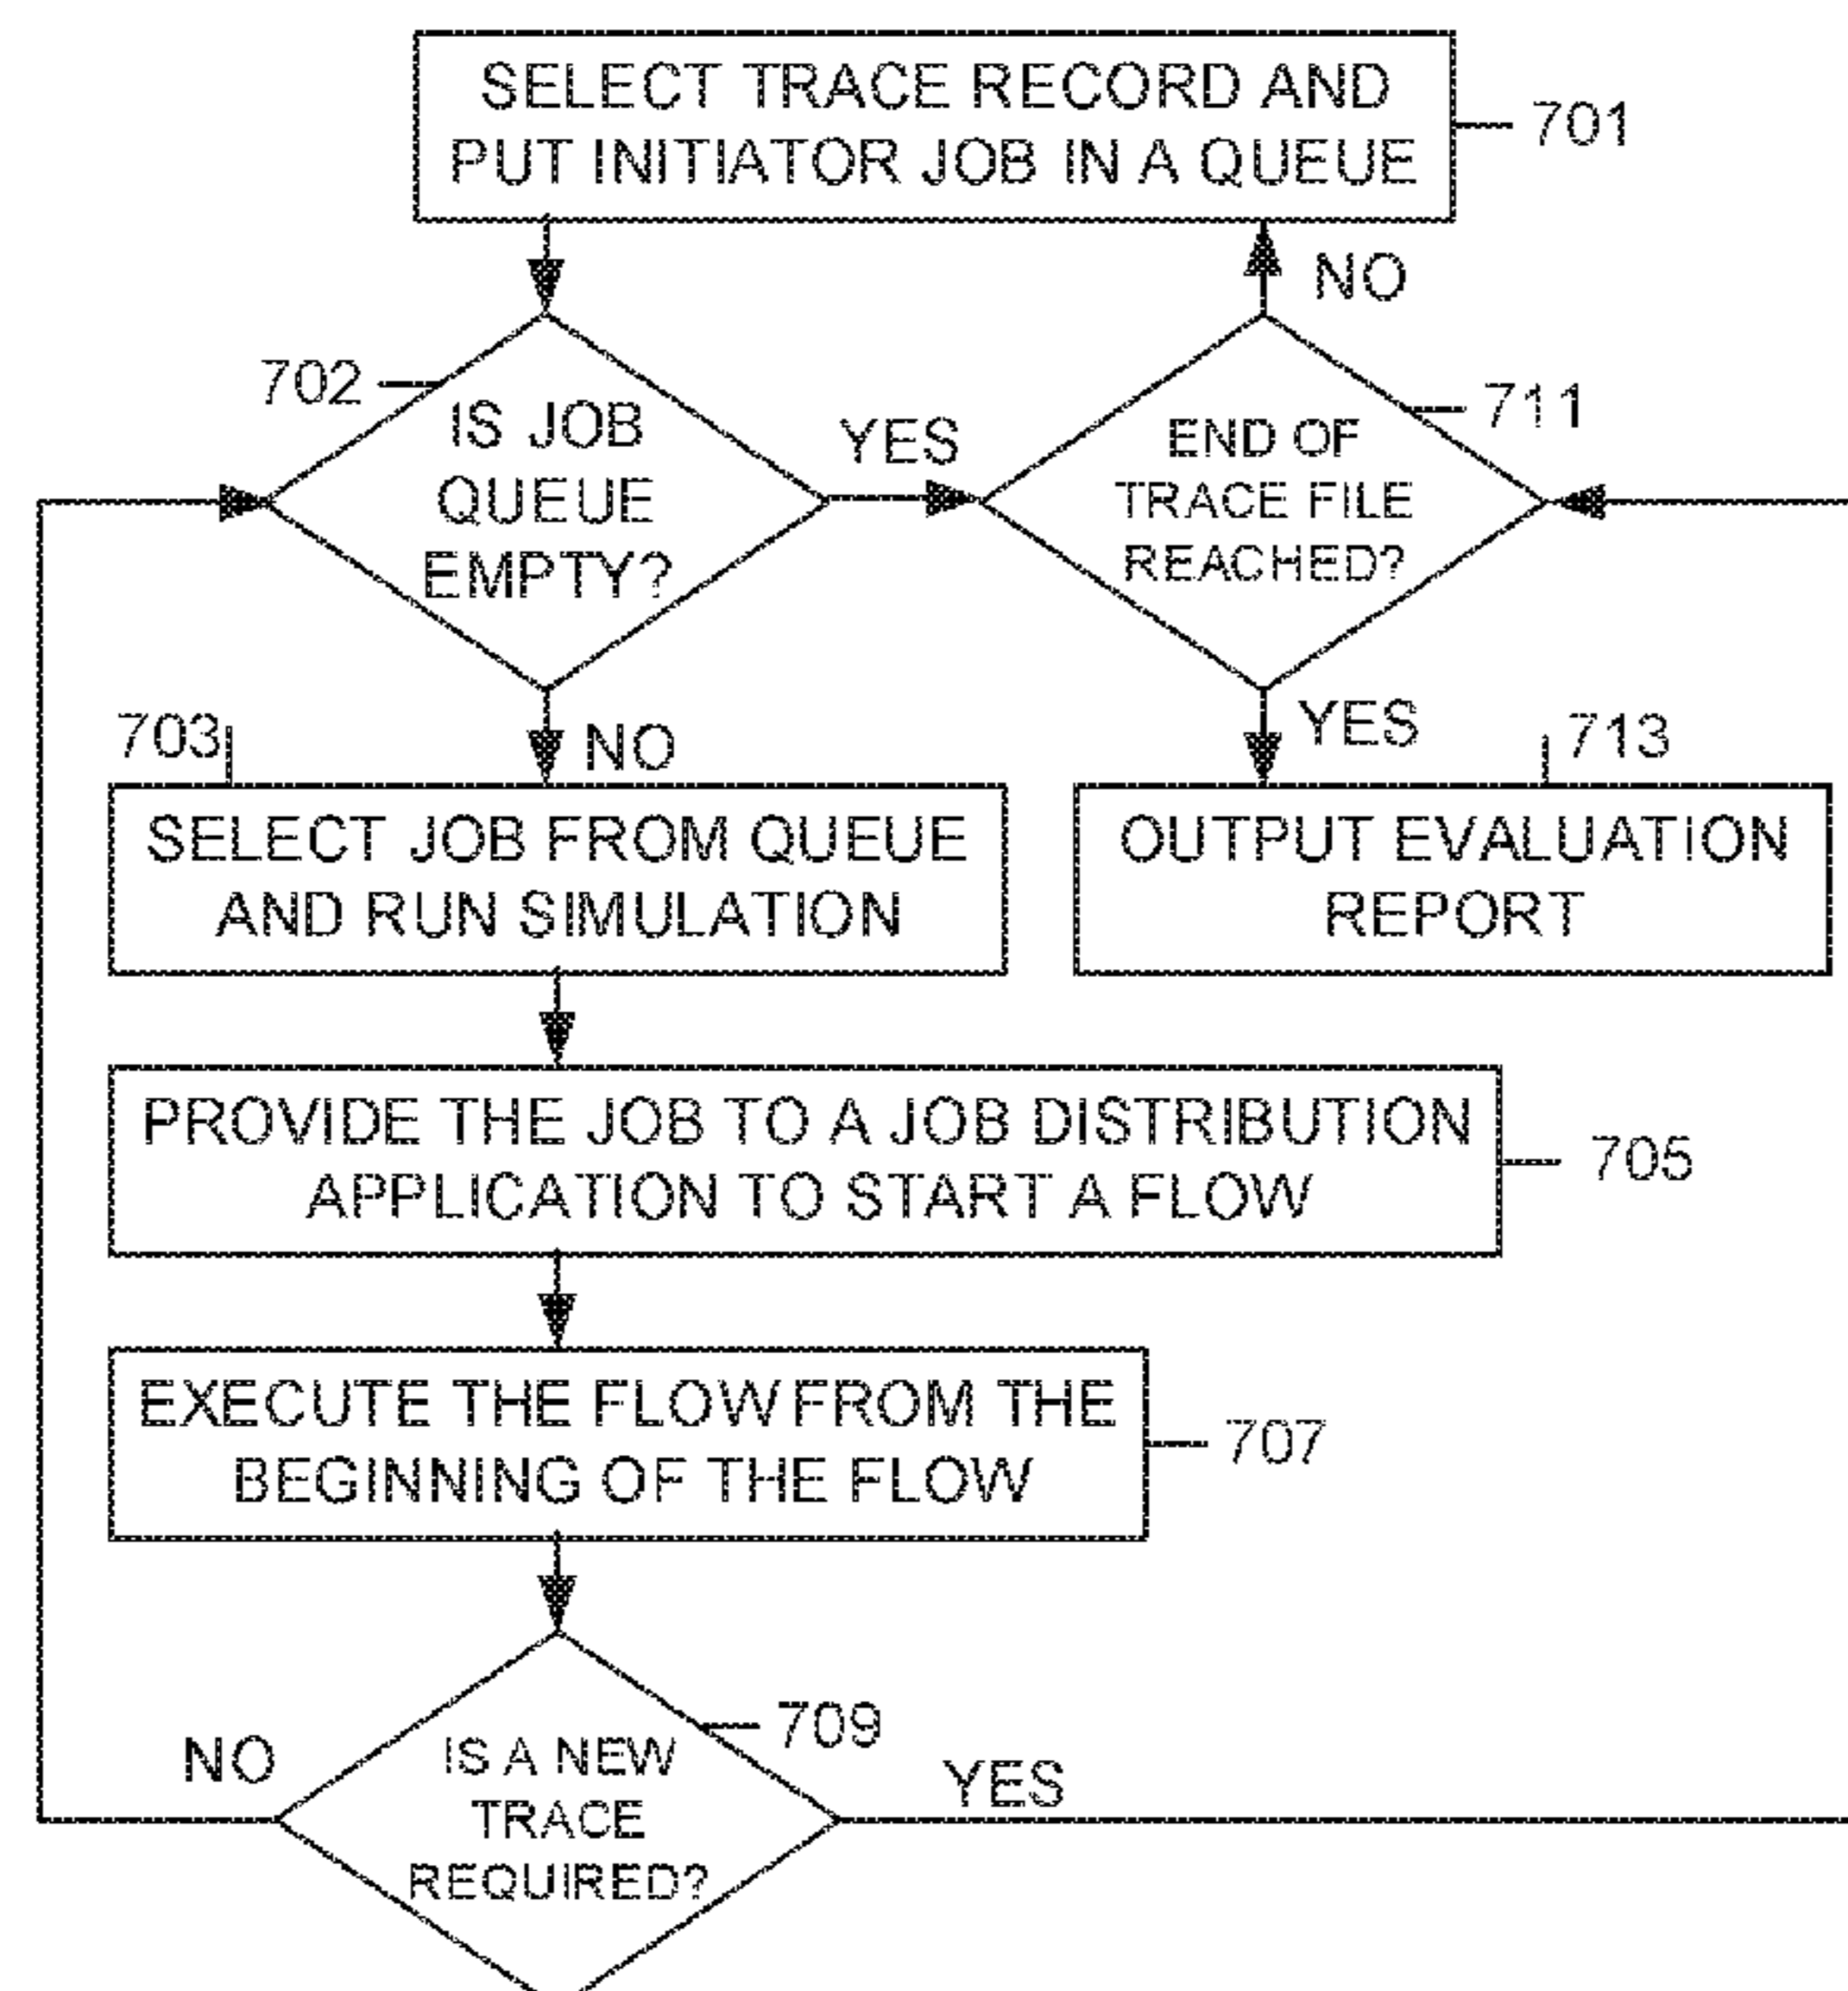 SELECT TRACE RECORD AND
PUT INITIATOR JOB IN A QUEUE
701
NO
702
IS JOB
QUEUE
EMPTY?
YES
711
END OF
TRACE FILE
REACHED?
703
NO
YES
713
SELECT JOB FROM QUEUE
AND RUN SIMULATION
OUTPUT EVALUATION
REPORT
PROVIDE THE JOB TO A JOB DISTRIBUTION
APPLICATION TO START A FLOW
705
EXECUTE THE FLOW FROM THE
BEGINNING OF THE FLOW
707
709
NO
IS A NEW
TRACE
REQUIRED?
YES